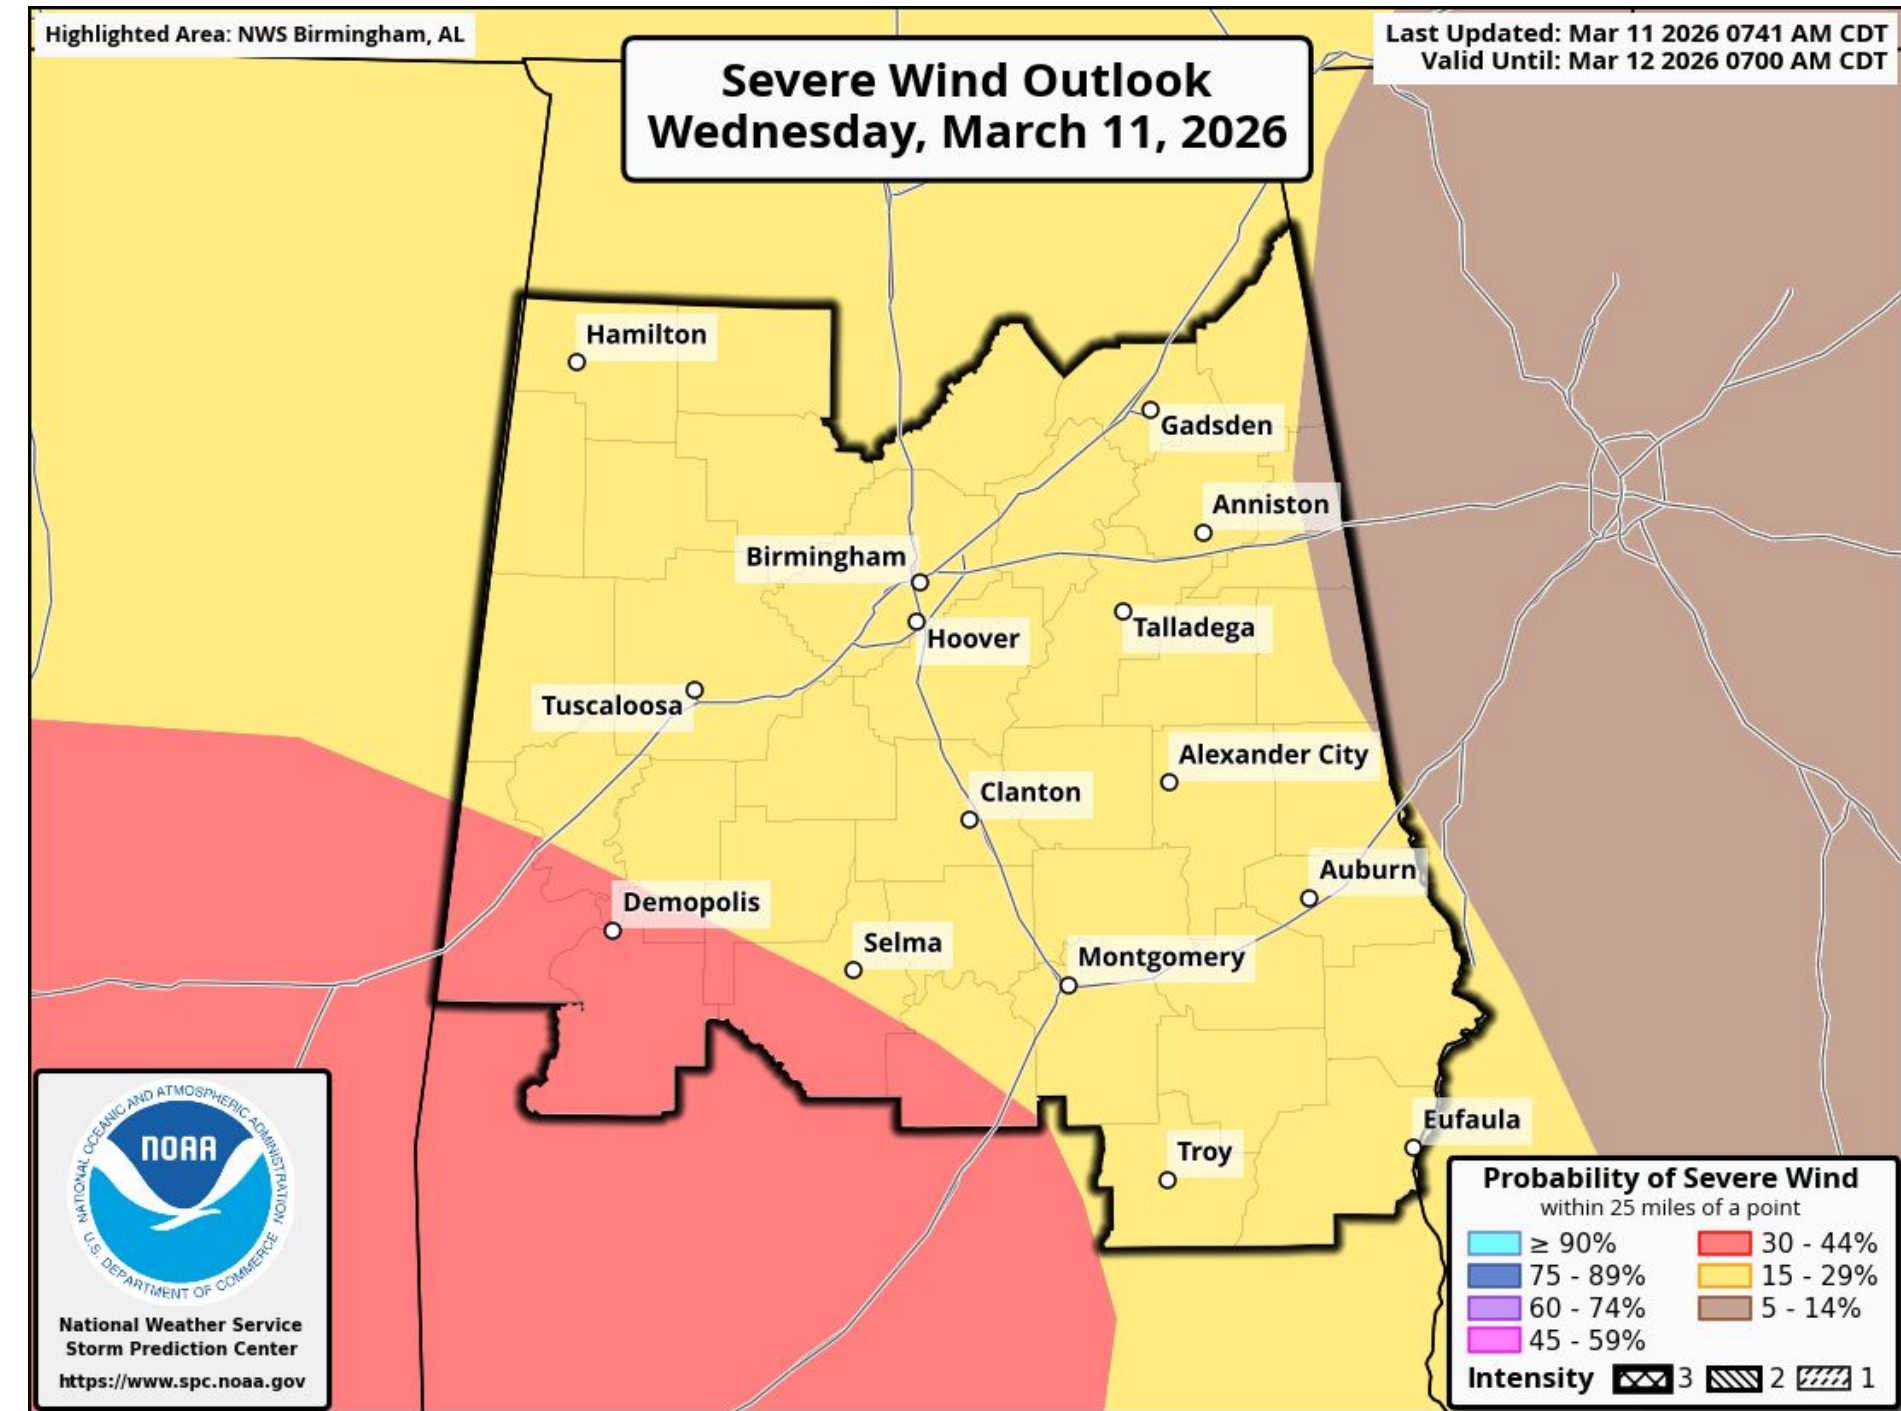 Highlighted Area: NWS Birmingham, AL
Last Updated: Mar 11 2026 0741 AM CDT
Valid Until: Mar 12 2026 0700 AM CDT
Severe Wind Outlook
Wednesday, March 11, 2026
Hamilton
Gadsden
Anniston
Birmingham
Hoover
Talladega
Tuscaloosa
Alexander City
Clanton
Auburn
Demopolis
Selma
Montgomery
Eufaula
Troy
NATIONAL OCEANIC AND ATMOSPHERIC ADMINISTRATION
NOAA
U.S. DEPARTMENT OF COMMERCE
National Weather Service
Storm Prediction Center
https://www.spc.noaa.gov
Probability of Severe Wind
within 25 miles of a point
≥ 90% 30 - 44%
75 - 89% 15 - 29%
60 - 74% 5 - 14%
45 - 59%
Intensity 3 2 1